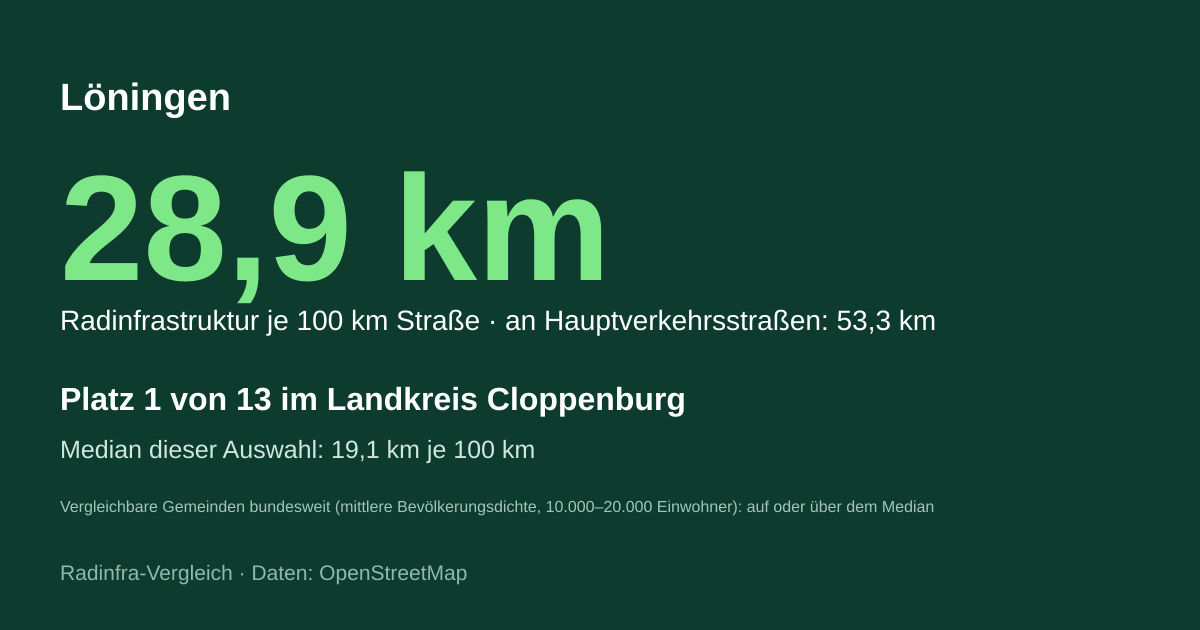 Löningen
28,9 km
Radinfrastruktur je 100 km Straße · an Hauptverkehrsstraßen: 53,3 km
Platz 1 von 13 im Landkreis Cloppenburg
Median dieser Auswahl: 19,1 km je 100 km
Vergleichbare Gemeinden bundesweit (mittlere Bevölkerungsdichte, 10.000–20.000 Einwohner): auf oder über dem Median
Radinfra-Vergleich · Daten: OpenStreetMap